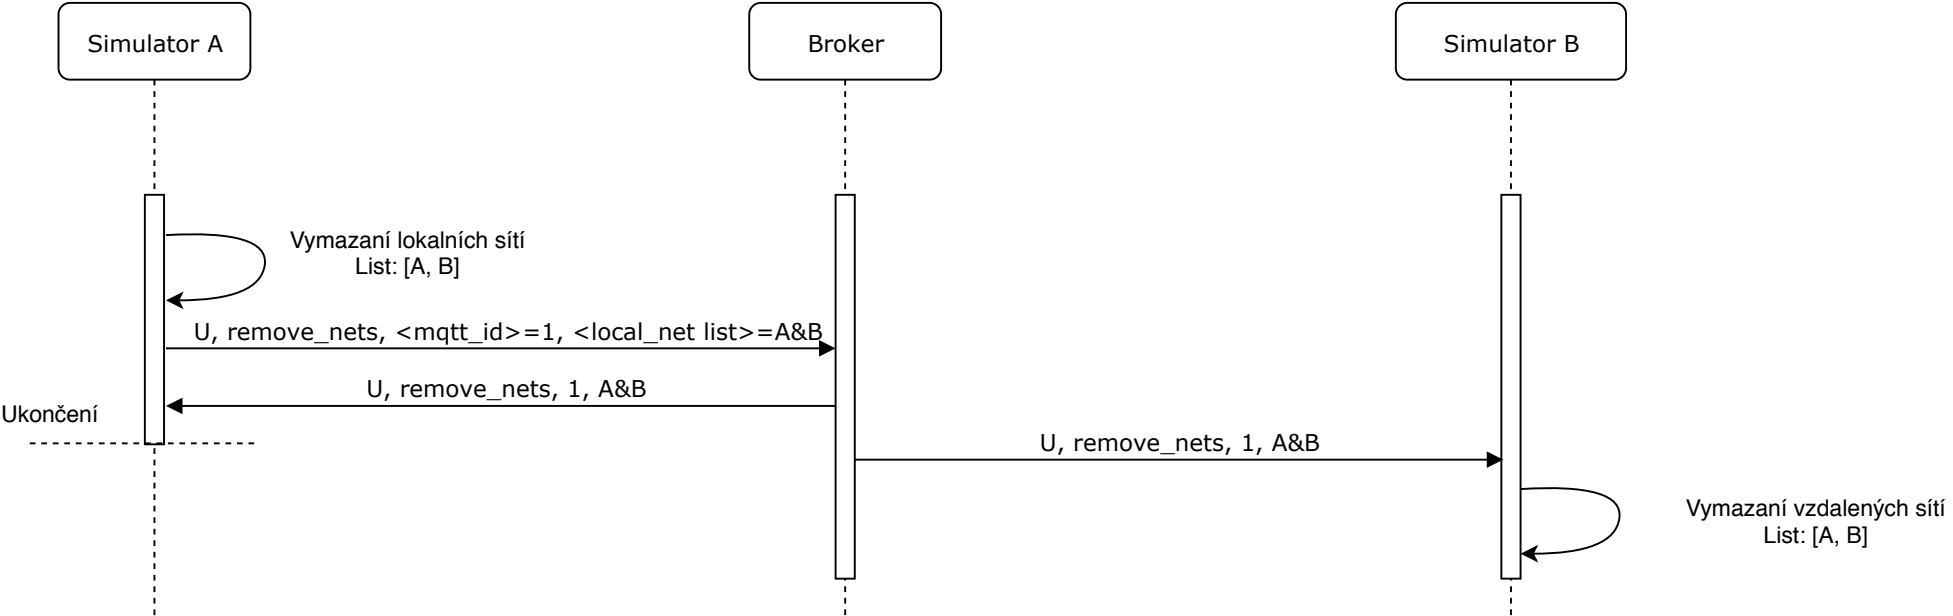 Simulator A
Broker
Simulator B
Vymazaní lokalních sítí
List: [A, B]
U, remove_nets, <mqtt_id>=1, <local_net list>=A&B
U, remove_nets, 1, A&B
Ukončení
U, remove_nets, 1, A&B
Vymazaní vzdalených sítí
List: [A, B]